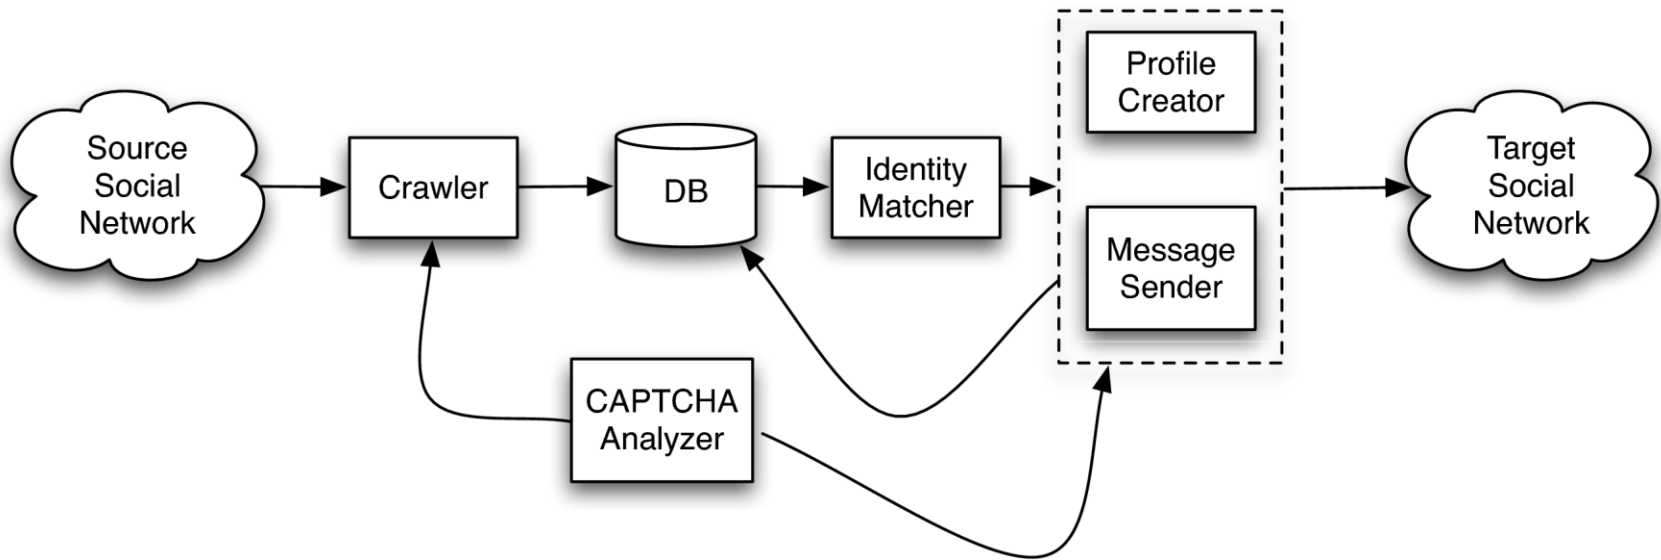 Source
Social
Network
Crawler
DB
Identity
Matcher
Profile
Creator
Message
Sender
Target
Social
Network
CAPTCHA
Analyzer